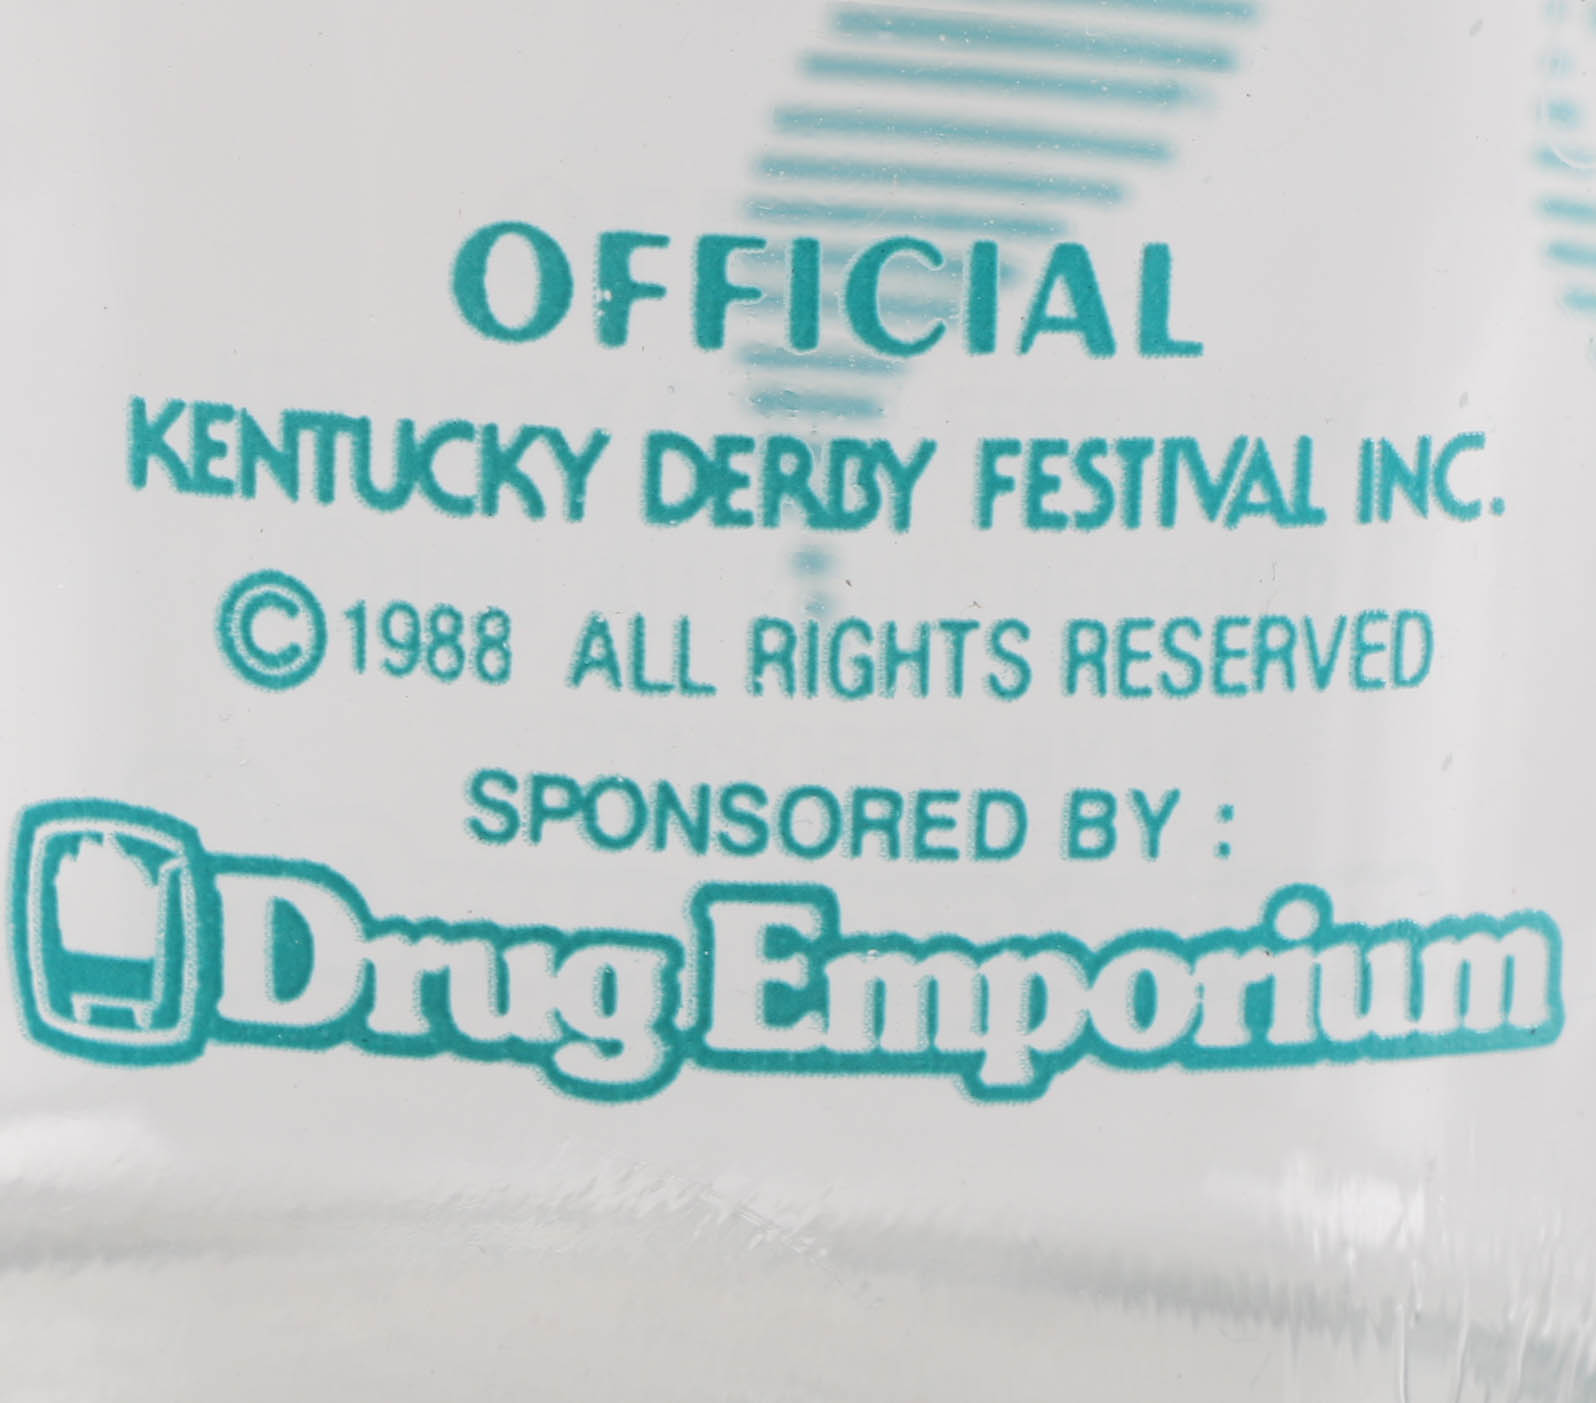 OFFICIAL
KENTUCKY DERBY FESTIVAL INC.
©1988 ALL RIGHTS RESERVED
SPONSORED BY :
Drug Emporium